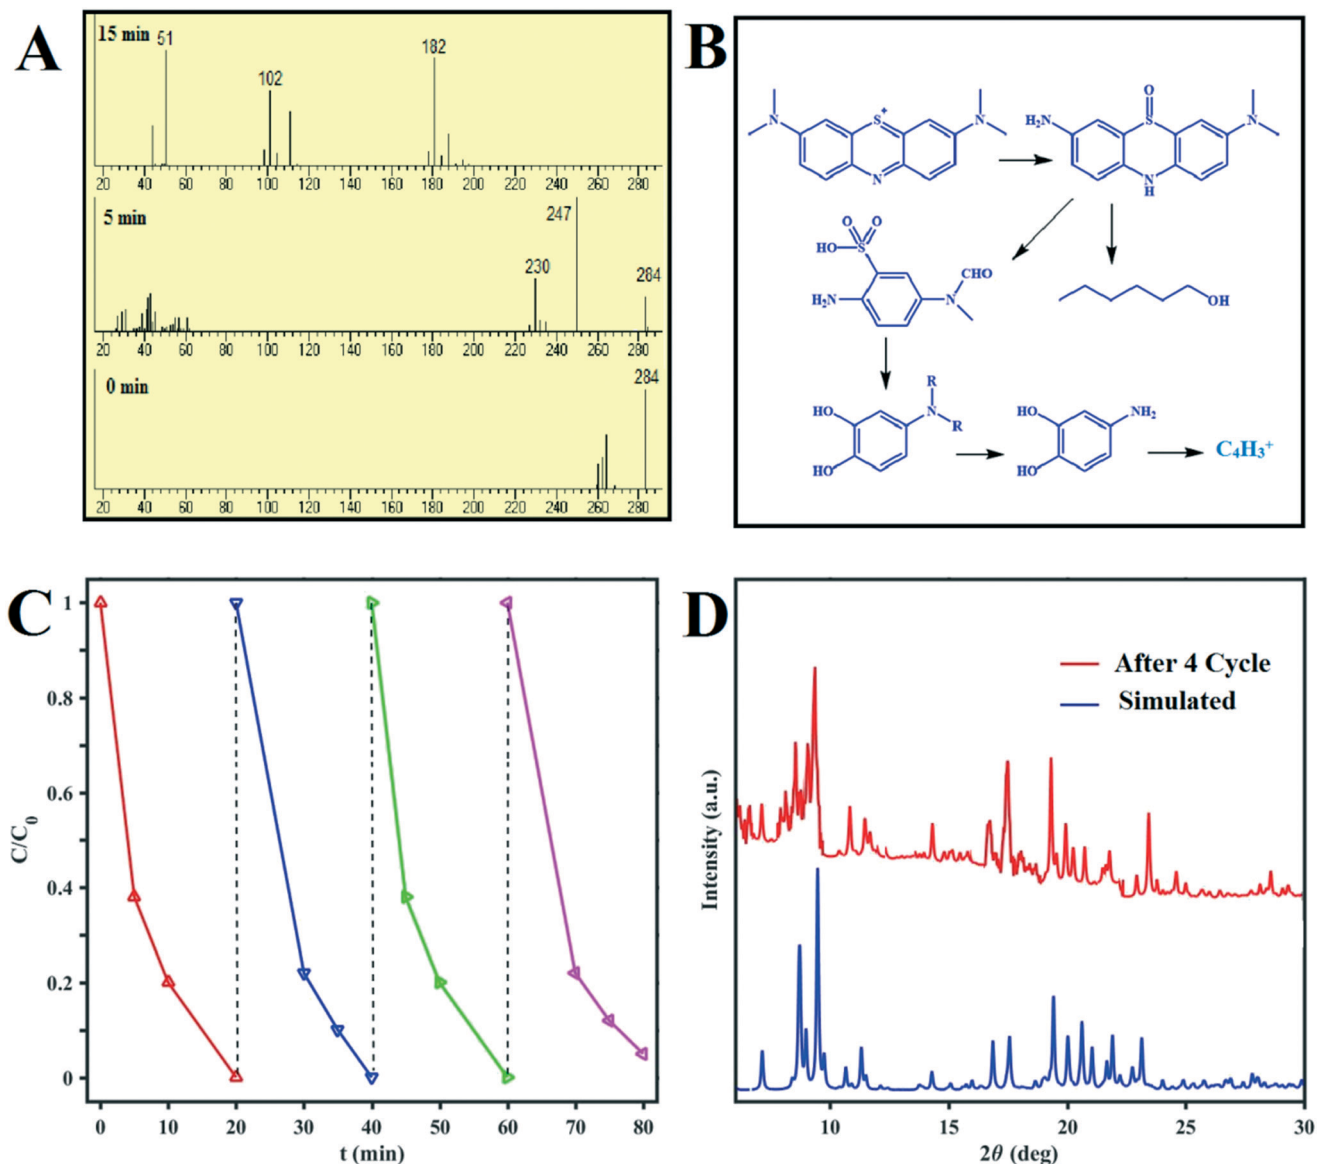 A
15 min
51
102
182
20 40 60 80 100 120 140 160 180 200 220 240 260 280
5 min
247
230
284
20 40 60 80 100 120 140 160 180 200 220 240 260 280
0 min
284
20 40 60 80 100 120 140 160 180 200 220 240 260 280
B
N S+ N N
H2N O S N N H
O O HO S H2N N CHO
OH
HO HO N R R
HO HO NH2
C4H3+
C
1
0.8
0.6
0.4
0.2
0
C/C0
0 10 20 30 40 50 60 70 80
t (min)
D
After 4 Cycle
Simulated
Intensity (a.u.)
10 15 20 25 30
2θ (deg)